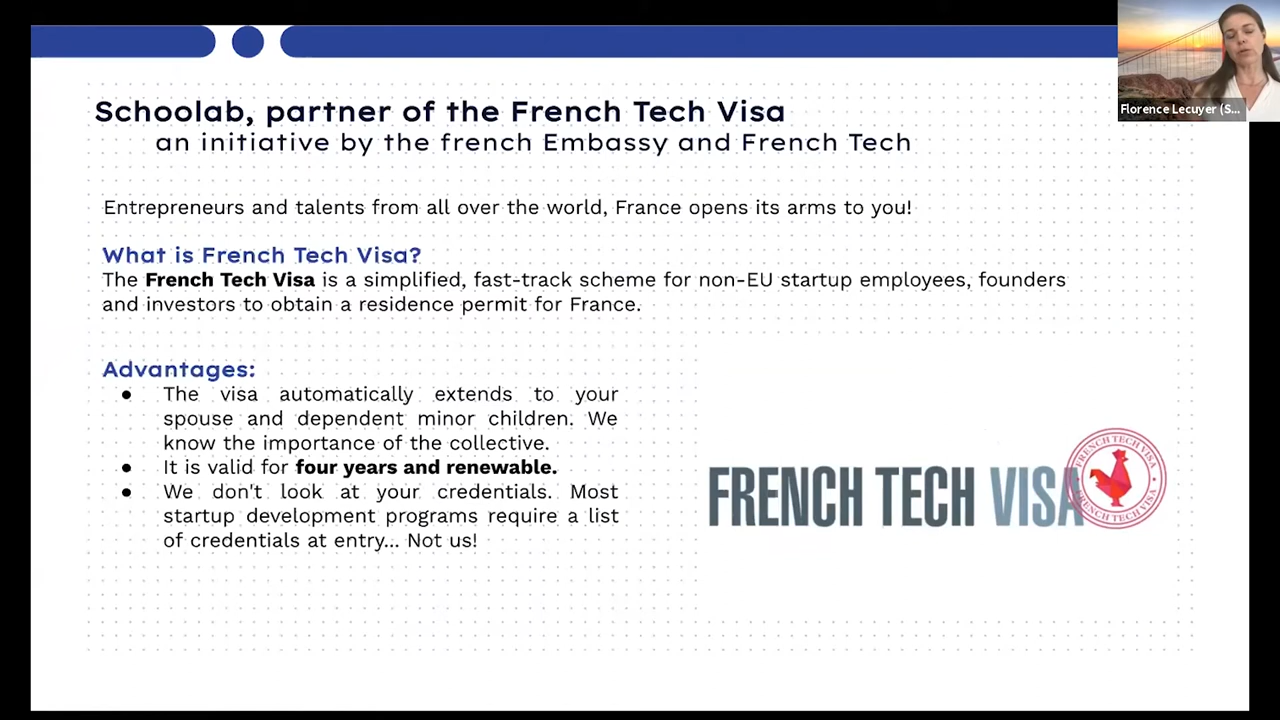 Schoolab, partner of the French Tech Visa
an initiative by the french Embassy and French Tech
Florence Lecuyer (S...
Entrepreneurs and talents from all over the world, France opens its arms to you!
What is French Tech Visa?
The French Tech Visa is a simplified, fast-track scheme for non-EU startup employees, founders
and investors to obtain a residence permit for France.
Advantages:
● The visa automatically extends to your
spouse and dependent minor children. We
know the importance of the collective.
● It is valid for four years and renewable.
● We don't look at your credentials. Most
startup development programs require a list
of credentials at entry... Not us!
FRENCH TECH VISA
FRENCH TECH VISA
FRENCH TECH VISA